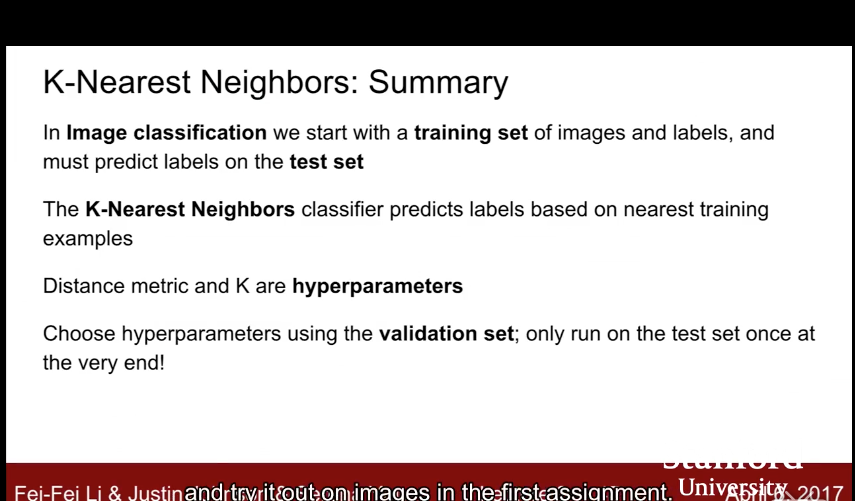 K-Nearest Neighbors: Summary
In Image classification we start with a training set of images and labels, and
must predict labels on the test set
The K-Nearest Neighbors classifier predicts labels based on nearest training
examples
Distance metric and K are hyperparameters
Choose hyperparameters using the validation set; only run on the test set once at
the very end!
Stanford
University
Fei-Fei Li & Justin
and try it out on images in the first assignment.
2017